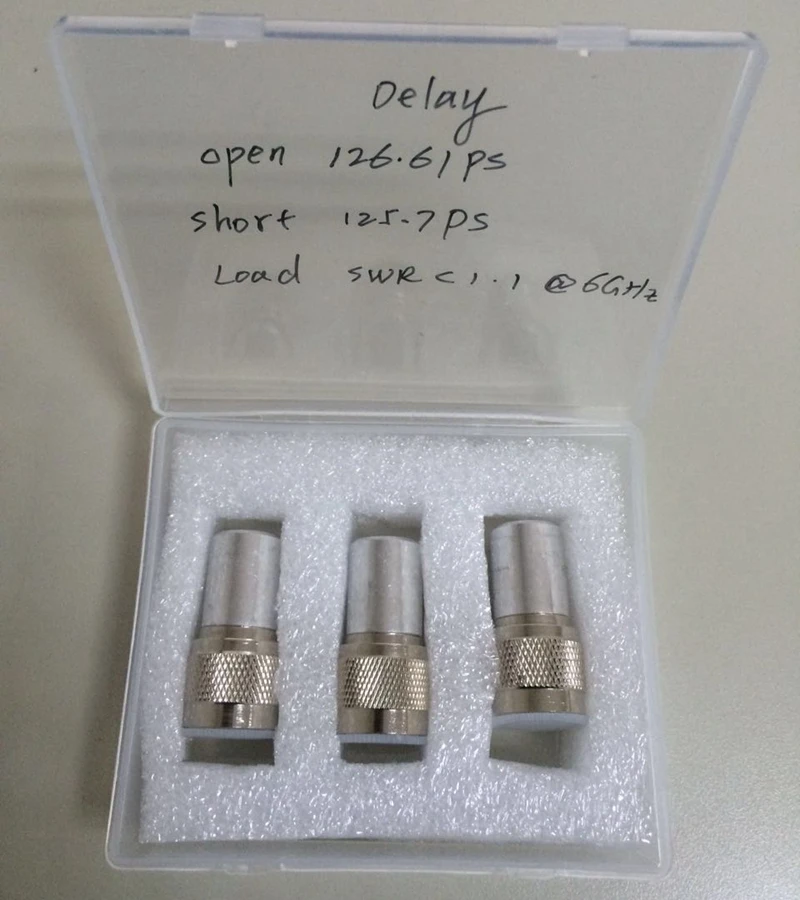 Delay
open 126.61ps
short 125.7ps
Load SWR < 1.1 @6GHz